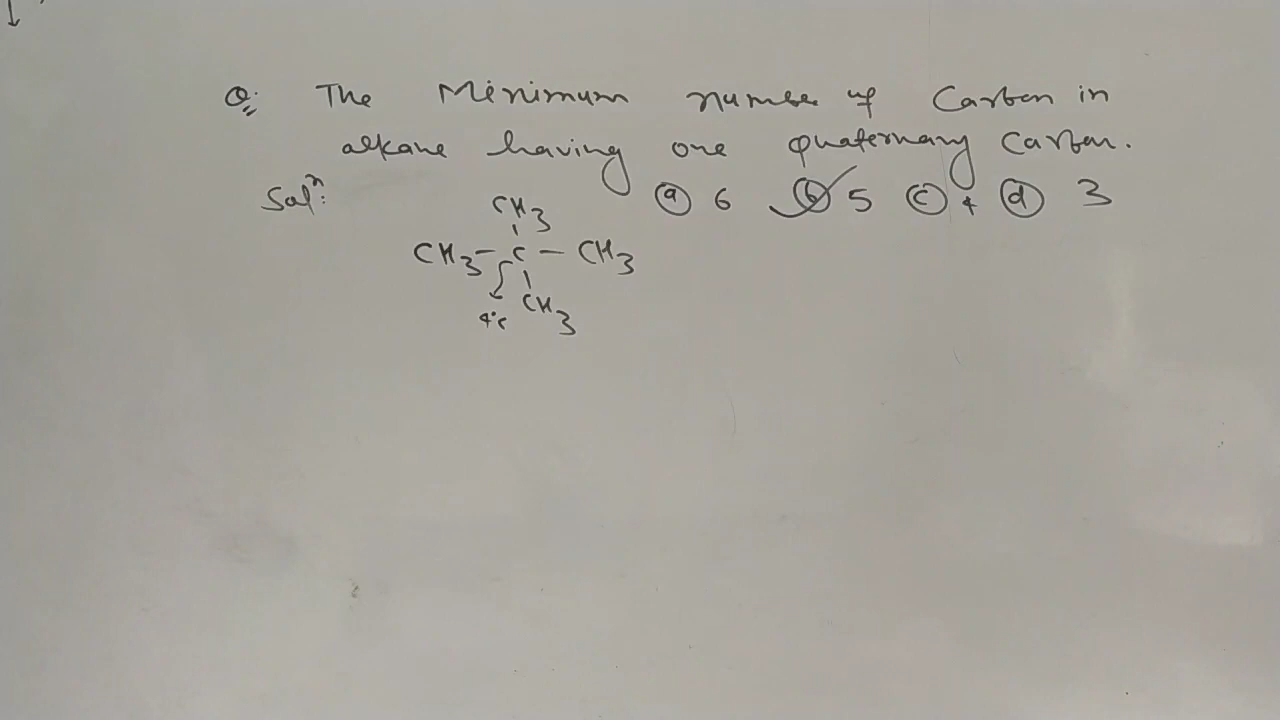 Q: The Minimum number of Carbon in
alkane having one quaternary Carbon.
Solⁿ: (a) 6 (b) 5 (c) 4 (d) 3
CH3
CH3 - C - CH3
CH3
4°C